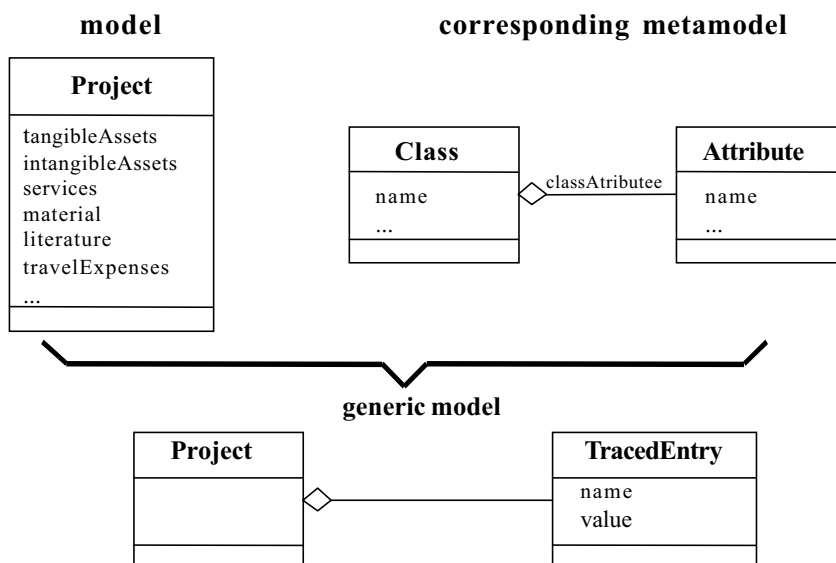 model
corresponding metamodel
Project
tangibleAssets
intangibleAssets
services
material
literature
travelExpenses
...
Class
name
...
classAtributee
Attribute
name
...
generic model
Project
TracedEntry
name
value